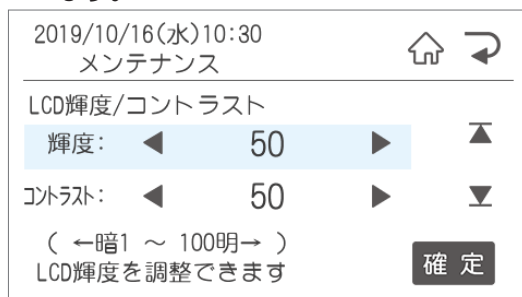 2019/10/16(水)10:30
メンテナンス
LCD輝度/コントラスト
輝度: ◀ 50 ▶
コントラスト: ◀ 50 ▶
( ←暗1 ～ 100明→ )
LCD輝度を調整できます
確 定